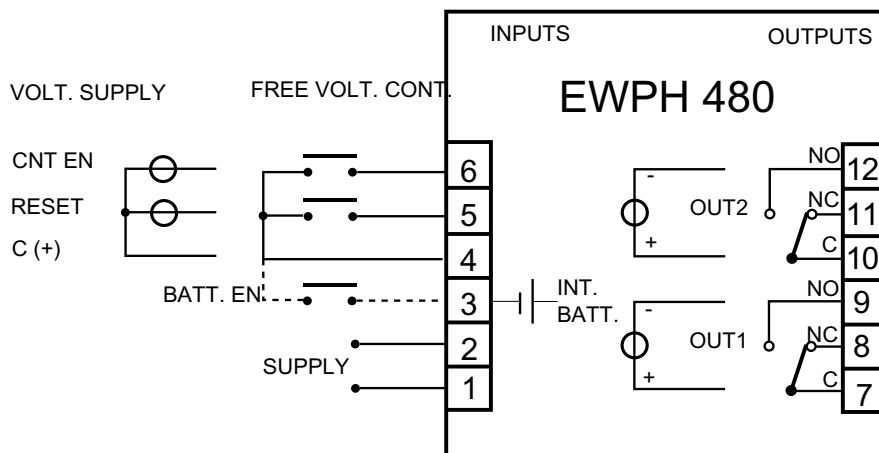 INPUTS OUTPUTS
VOLT. SUPPLY FREE VOLT. CONT. EWPH 480
CNT EN 6 - NO 12
RESET 5 OUT2 NC 11
C (+) 4 + C 10
BATT. EN 3 INT. BATT. - NO 9
SUPPLY 2 OUT1 NC 8
1 + C 7